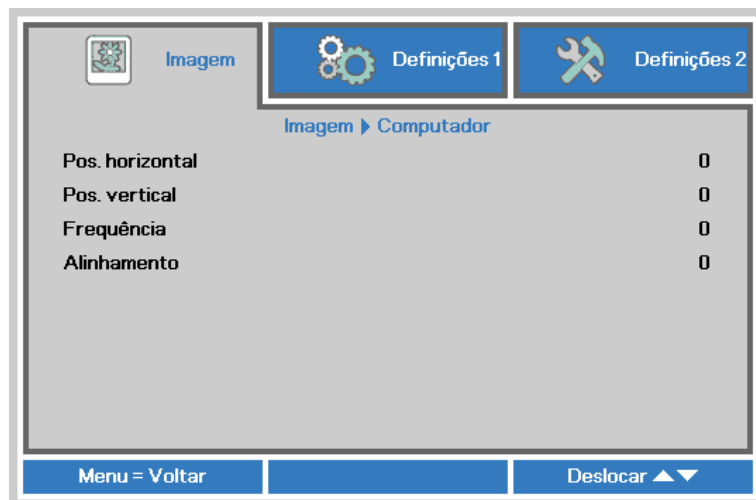 Imagem
Definições 1
Definições 2
Imagem Computador
Pos. horizontal 0
Pos. vertical 0
Frequência 0
Alinhamento 0
Menu = Voltar
Deslocar